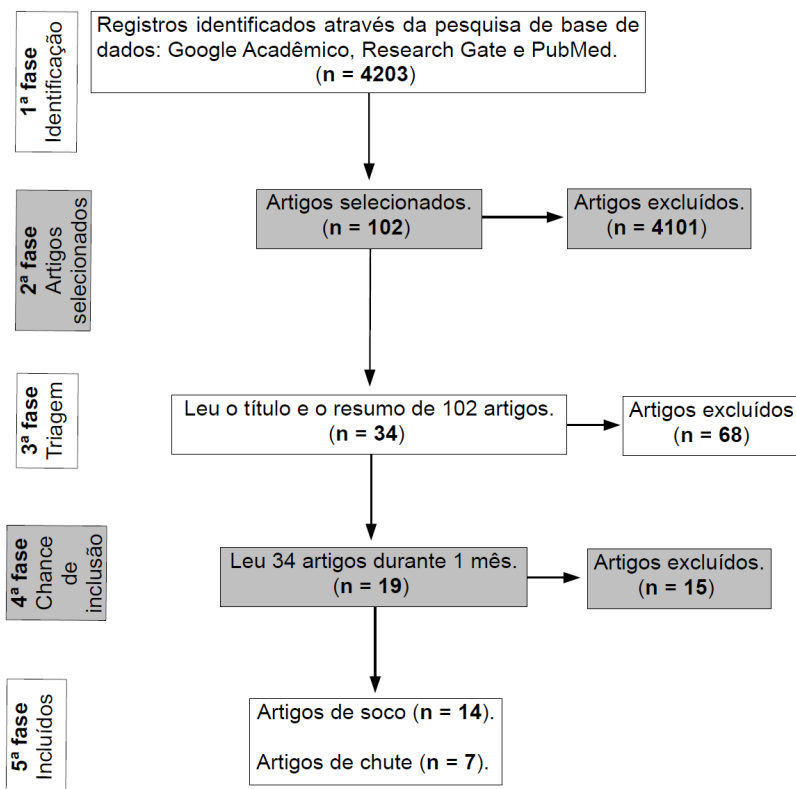 1ª fase
Identificação
Registros identificados através da pesquisa de base de
dados: Google Acadêmico, Research Gate e PubMed.
(n = 4203)
2ª fase
Artigos
selecionados
Artigos selecionados.
(n = 102)
Artigos excluídos.
(n = 4101)
3ª fase
Triagem
Leu o título e o resumo de 102 artigos.
(n = 34)
Artigos excluídos.
(n = 68)
4ª fase
Chance
de
inclusão
Leu 34 artigos durante 1 mês.
(n = 19)
Artigos excluídos.
(n = 15)
5ª fase
Incluídos
Artigos de soco (n = 14).
Artigos de chute (n = 7).